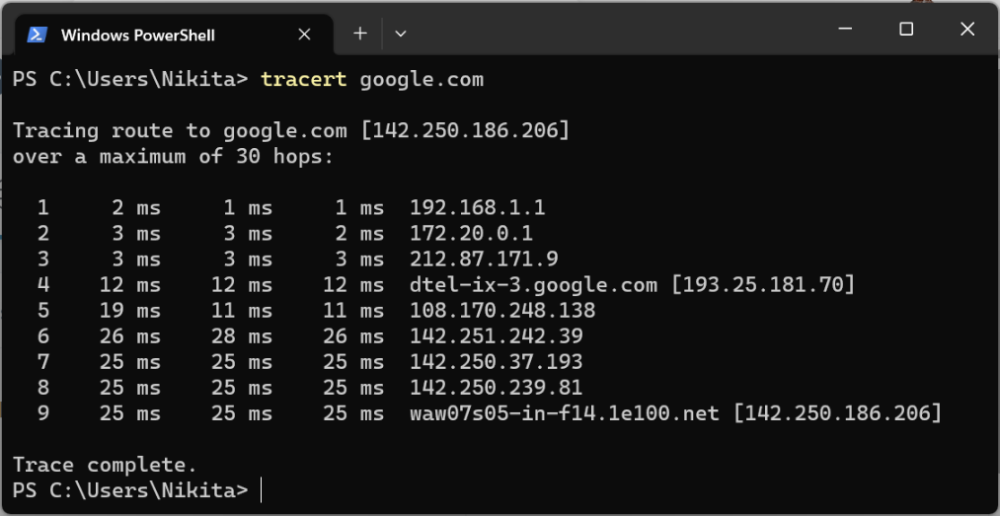 Windows PowerShell
PS C:\Users\Nikita> tracert google.com
Tracing route to google.com [142.250.186.206]
over a maximum of 30 hops:
1 2 ms 1 ms 1 ms 192.168.1.1
2 3 ms 3 ms 2 ms 172.20.0.1
3 3 ms 3 ms 3 ms 212.87.171.9
4 12 ms 12 ms 12 ms dtel-ix-3.google.com [193.25.181.70]
5 19 ms 11 ms 11 ms 108.170.248.138
6 26 ms 28 ms 26 ms 142.251.242.39
7 25 ms 25 ms 25 ms 142.250.37.193
8 25 ms 25 ms 25 ms 142.250.239.81
9 25 ms 25 ms 25 ms waw07s05-in-f14.1e100.net [142.250.186.206]
Trace complete.
PS C:\Users\Nikita>